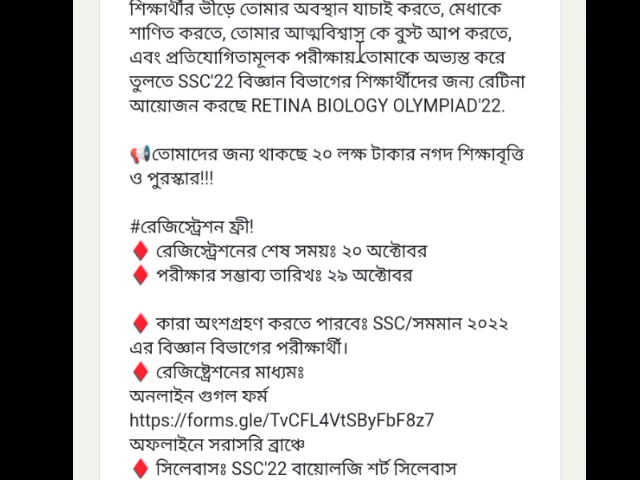 শিক্ষার্থীর ভীড়ে তোমার অবস্থান যাচাই করতে, মেধাকে
শাণিত করতে, তোমার আত্মবিশ্বাস কে বুস্ট আপ করতে,
এবং প্রতিযোগিতামূলক পরীক্ষায় তোমাকে অভ্যস্ত করে
তুলতে SSC'22 বিজ্ঞান বিভাগের শিক্ষার্থীদের জন্য রেটিনা
আয়োজন করছে RETINA BIOLOGY OLYMPIAD'22.
📢তোমাদের জন্য থাকছে ২০ লক্ষ টাকার নগদ শিক্ষাবৃত্তি
ও পুরস্কার!!!
#রেজিস্ট্রেশন ফ্রী!
♦️ রেজিস্ট্রেশনের শেষ সময়ঃ ২০ অক্টোবর
♦️ পরীক্ষার সম্ভাব্য তারিখঃ ২৯ অক্টোবর
♦️ কারা অংশগ্রহণ করতে পারবেঃ SSC/সমমান ২০২২
এর বিজ্ঞান বিভাগের পরীক্ষার্থী।
♦️ রেজিষ্ট্রেশনের মাধ্যমঃ
অনলাইন গুগল ফর্ম
https://forms.gle/TvCFL4VtSByFbF8z7
অফলাইনে সরাসরি ব্রাঞ্চে
♦️ সিলেবাসঃ SSC'22 বায়োলজি শর্ট সিলেবাস